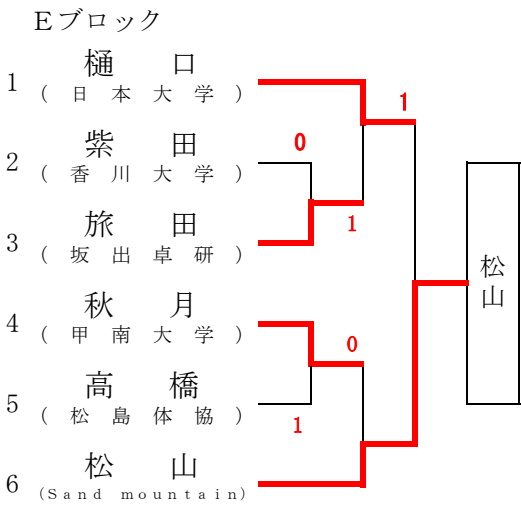 Ｅブロック
1 樋 口
( 日 本 大 学 )
1
2 紫 田
( 香 川 大 学 )
0
3 旅 田
( 坂 出 卓 研 )
1
松山
4 秋 月
( 甲 南 大 学 )
0
5 高 橋
( 松 島 体 協 )
1
6 松 山
(Sand mountain)